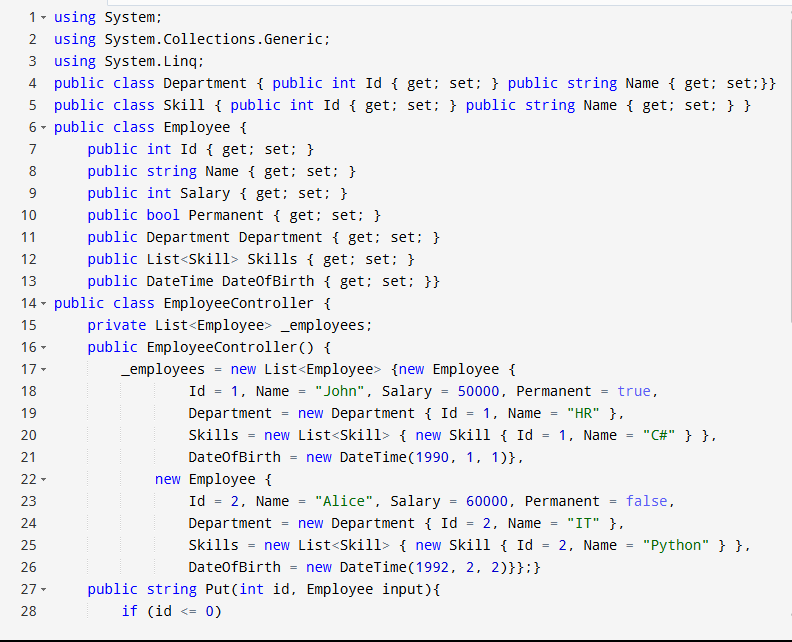 1 using System;
2 using System.Collections.Generic;
3 using System.Linq;
4 public class Department { public int Id { get; set; } public string Name { get; set;}}
5 public class Skill { public int Id { get; set; } public string Name { get; set; } }
6 public class Employee {
7     public int Id { get; set; }
8     public string Name { get; set; }
9     public int Salary { get; set; }
10     public bool Permanent { get; set; }
11     public Department Department { get; set; }
12     public List<Skill> Skills { get; set; }
13     public DateTime DateOfBirth { get; set; }}
14 public class EmployeeController {
15     private List<Employee> _employees;
16     public EmployeeController() {
17         _employees = new List<Employee> {new Employee {
18                 Id = 1, Name = "John", Salary = 50000, Permanent = true,
19                 Department = new Department { Id = 1, Name = "HR" },
20                 Skills = new List<Skill> { new Skill { Id = 1, Name = "C#" } },
21                 DateOfBirth = new DateTime(1990, 1, 1)},
22             new Employee {
23                 Id = 2, Name = "Alice", Salary = 60000, Permanent = false,
24                 Department = new Department { Id = 2, Name = "IT" },
25                 Skills = new List<Skill> { new Skill { Id = 2, Name = "Python" } },
26                 DateOfBirth = new DateTime(1992, 2, 2)}};}
27     public string Put(int id, Employee input){
28         if (id <= 0)